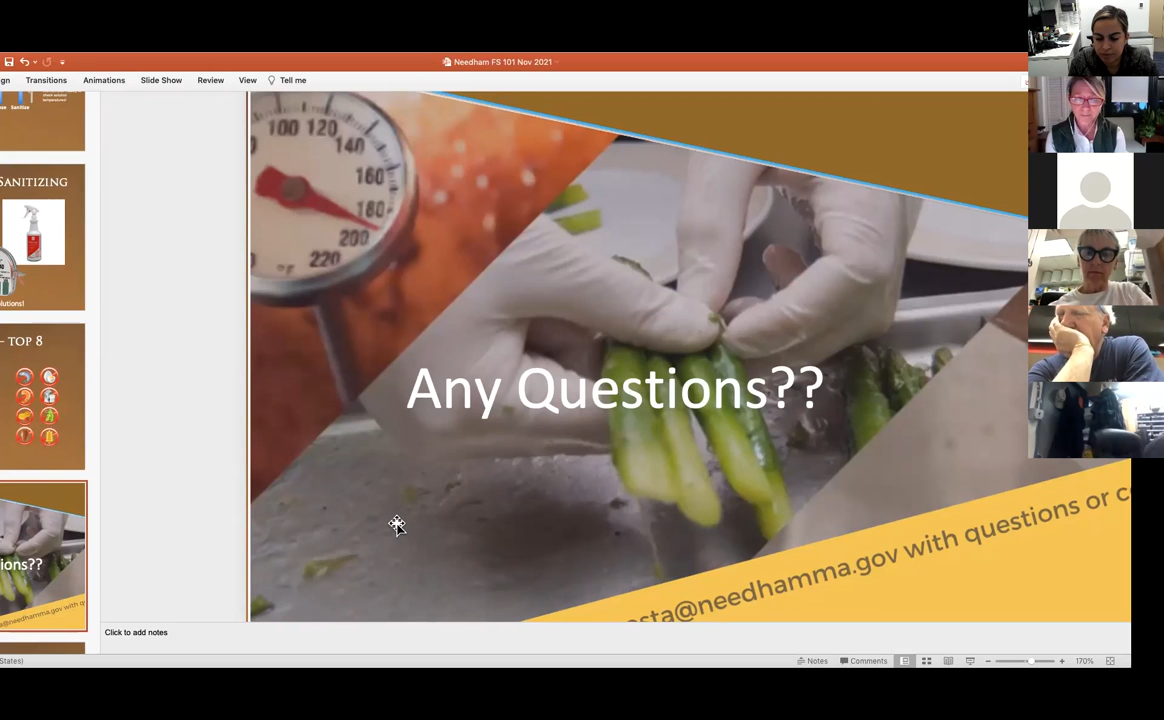 Needham FS 101 Nov 2021
gn Transitions Animations Slide Show Review View Tell me
SANITIZING
olutions!
- TOP 8
ions??
100 120
140
160
180
200
220
°F
Any Questions??
sta@needhamma.gov with questions or c
Click to add notes
States)
Notes Comments 170%